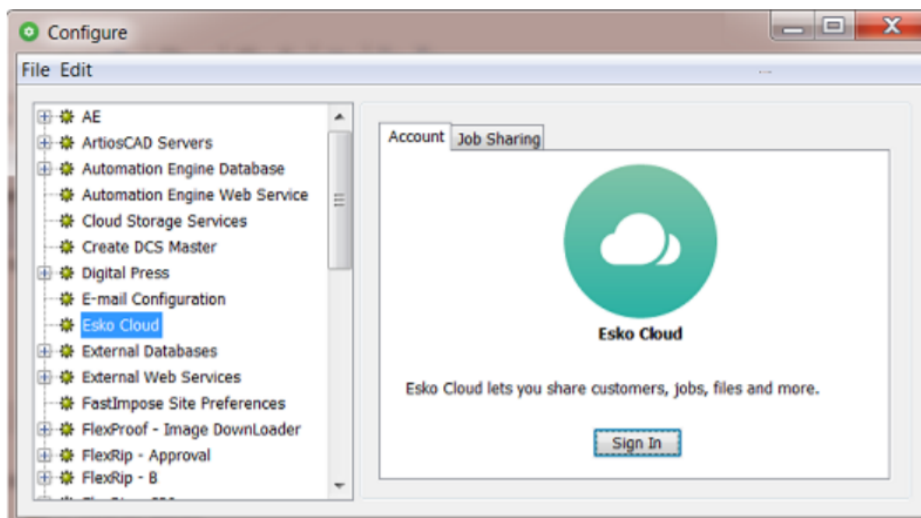 Configure
File Edit
AE
ArtiosCAD Servers
Automation Engine Database
Automation Engine Web Service
Cloud Storage Services
Create DCS Master
Digital Press
E-mail Configuration
Esko Cloud
External Databases
External Web Services
FastImpose Site Preferences
FlexProof - Image DownLoader
FlexRip - Approval
FlexRip - B
Account
Job Sharing
Esko Cloud
Esko Cloud lets you share customers, jobs, files and more.
Sign In